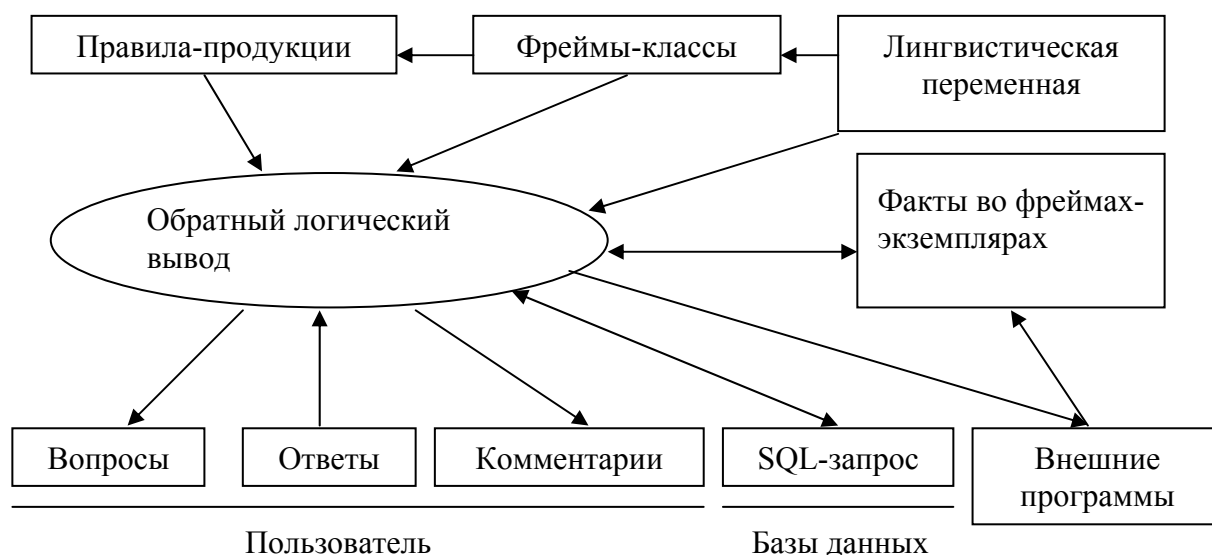 Правила-продукции
Фреймы-классы
Лингвистическая
переменная
Обратный логический
вывод
Факты во фреймах-
экземплярах
Вопросы
Ответы
Комментарии
SQL-запрос
Внешние
программы
Пользователь
Базы данных